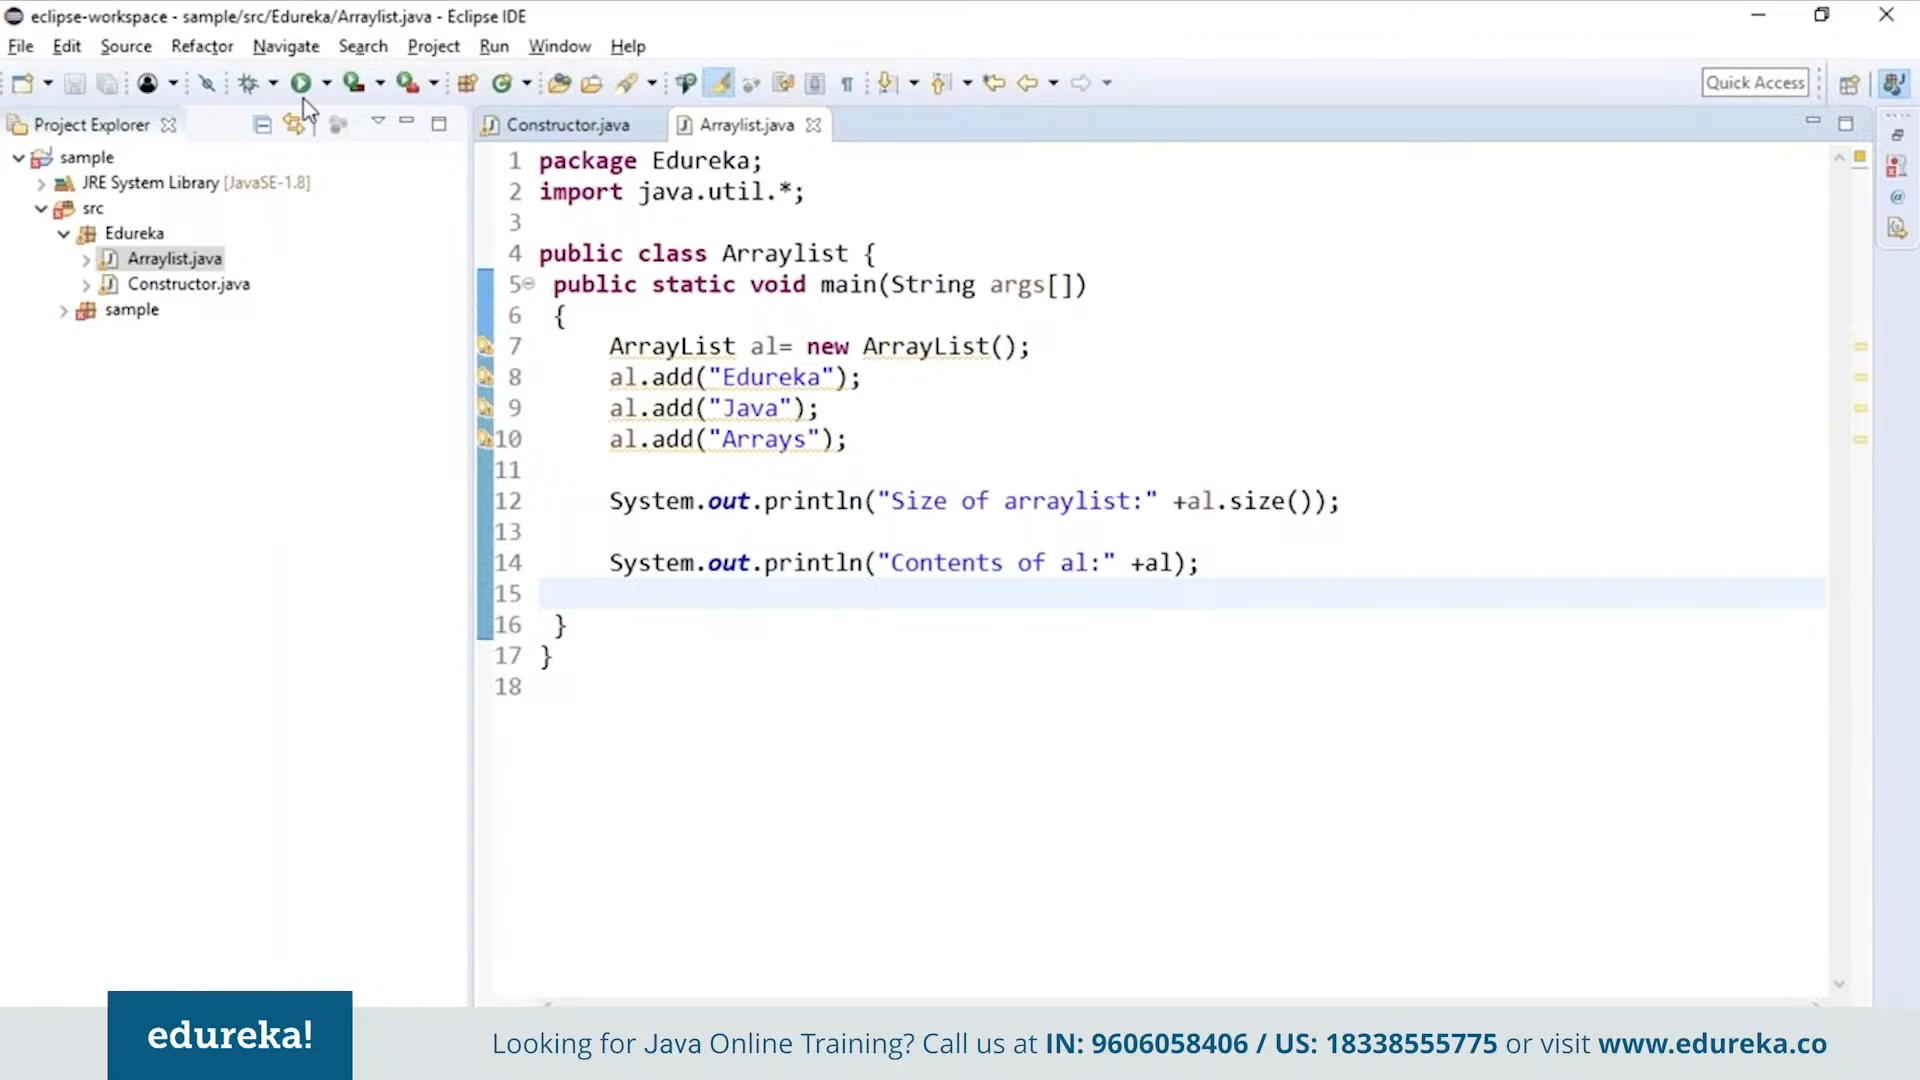 eclipse-workspace - sample/src/Edureka/Arraylist.java - Eclipse IDE
File Edit Source Refactor Navigate Search Project Run Window Help
Quick Access
Project Explorer
Constructor.java
Arraylist.java
sample
JRE System Library [JavaSE-1.8]
src
Edureka
Arraylist.java
Constructor.java
sample
1 package Edureka;
2 import java.util.*;
3
4 public class Arraylist {
5 public static void main(String args[])
6 {
7 ArrayList al= new ArrayList();
8 al.add("Edureka");
9 al.add("Java");
10 al.add("Arrays");
11
12 System.out.println("Size of arraylist:" +al.size());
13
14 System.out.println("Contents of al:" +al);
15
16 }
17 }
18
edureka!
Looking for Java Online Training? Call us at IN: 9606058406 / US: 18338555775 or visit www.edureka.co